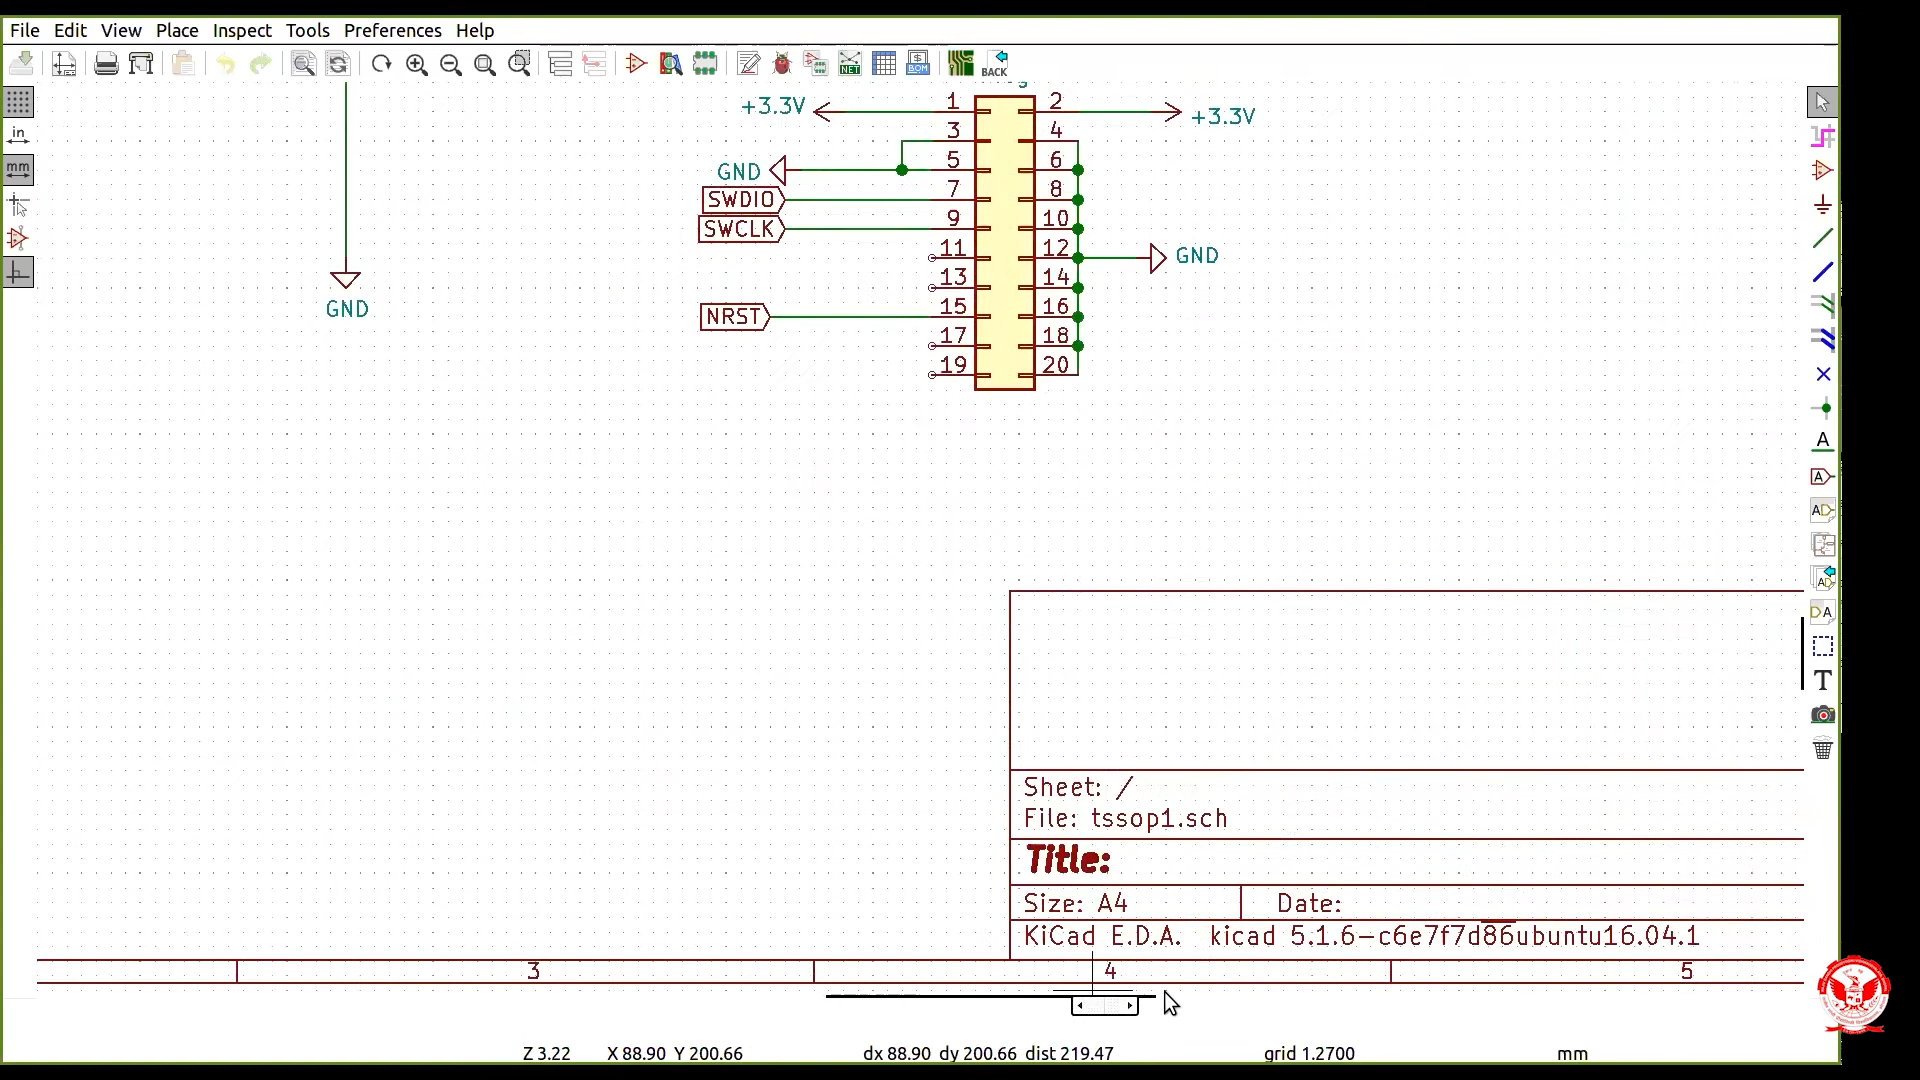 File Edit View Place Inspect Tools Preferences Help
NET BOM BACK
in
mm
+3.3V 1 2 +3.3V
3 4
GND 5 6
SWDIO 7 8
SWCLK 9 10
11 12 GND
13 14
NRST 15 16
17 18
19 20
GND
A
A
A
A
A
T
Sheet: /
File: tssop1.sch
Title:
Size: A4 Date:
KiCad E.D.A. kicad 5.1.6-c6e7f7d86ubuntu16.04.1
3 4 5
Z 3.22 X 88.90 Y 200.66 dx 88.90 dy 200.66 dist 219.47 grid 1.2700 mm